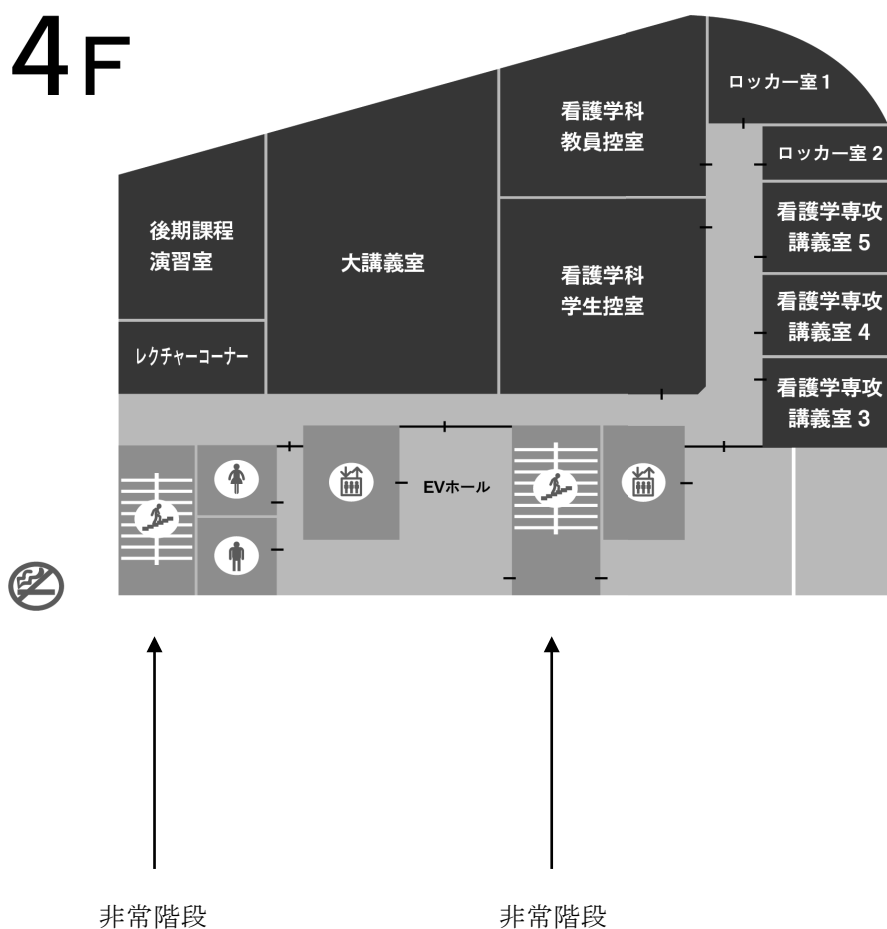 4F
ロッカー室1
看護学科
教員控室
ロッカー室2
後期課程
演習室
大講義室
看護学科
学生控室
看護学専攻
講義室5
看護学専攻
講義室4
レクチャーコーナー
看護学専攻
講義室3
EVホール
非常階段
非常階段